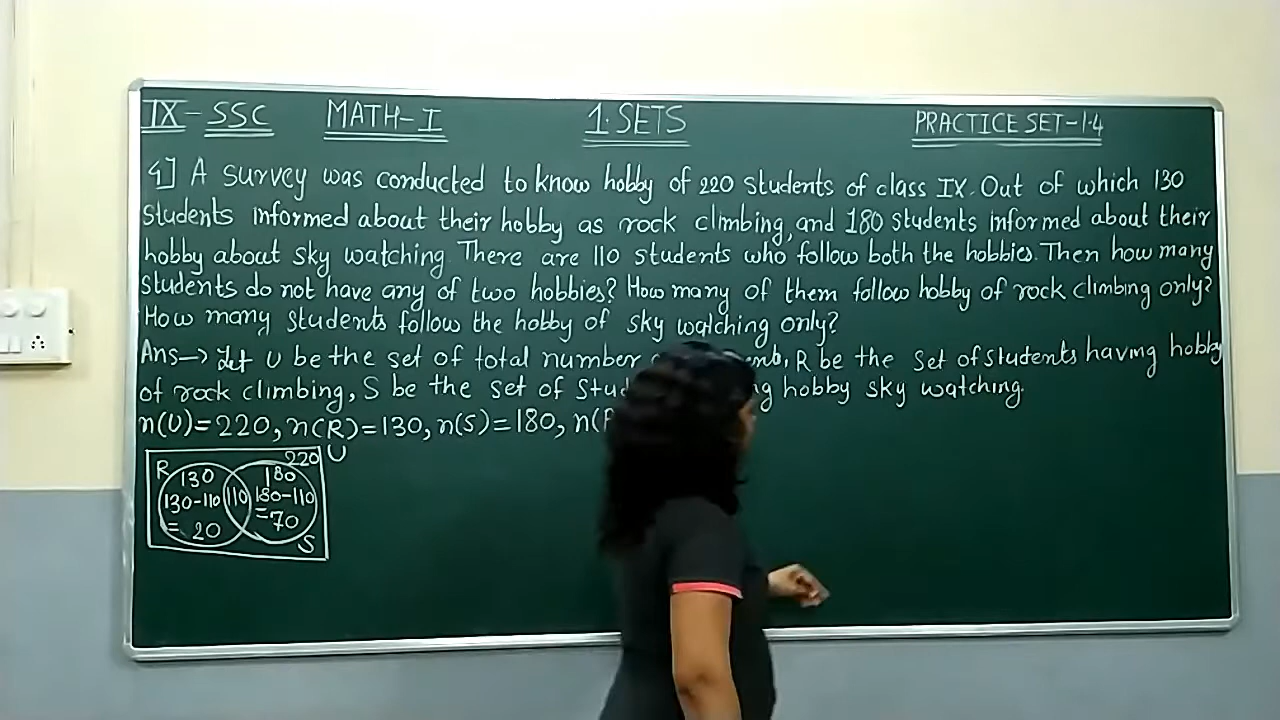 IX - SSC MATH-I 1. SETS PRACTICE SET-1.4
4] A survey was conducted to know hobby of 220 students of class IX. Out of which 130
students informed about their hobby as rock climbing, and 180 students informed about their
hobby about sky watching. There are 110 students who follow both the hobbies. Then how many
students do not have any of two hobbies? How many of them follow hobby of rock climbing only?
How many students follow the hobby of sky watching only?
Ans→ Let U be the set of total number R be the set of students having hobby
of rock climbing, S be the set of hobby sky watching.
n(U)=220, n(R)=130, n(S)=180,
220 U
R 130 180
130-110 110 180-110
= 20 =70
S